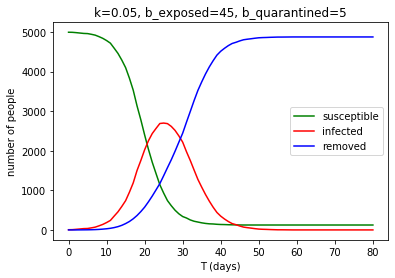 k=0.05, b_exposed=45, b_quarantined=5
5000
4000
3000
2000
1000
0
number of people
susceptible
infected
removed
0 10 20 30 40 50 60 70 80
T (days)